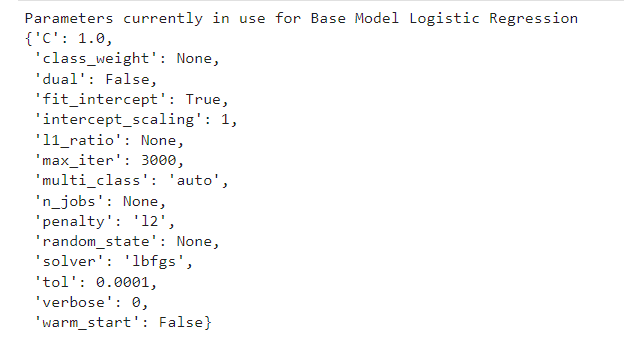 Parameters currently in use for Base Model Logistic Regression
{'C': 1.0,
 'class_weight': None,
 'dual': False,
 'fit_intercept': True,
 'intercept_scaling': 1,
 'l1_ratio': None,
 'max_iter': 3000,
 'multi_class': 'auto',
 'n_jobs': None,
 'penalty': 'l2',
 'random_state': None,
 'solver': 'lbfgs',
 'tol': 0.0001,
 'verbose': 0,
 'warm_start': False}